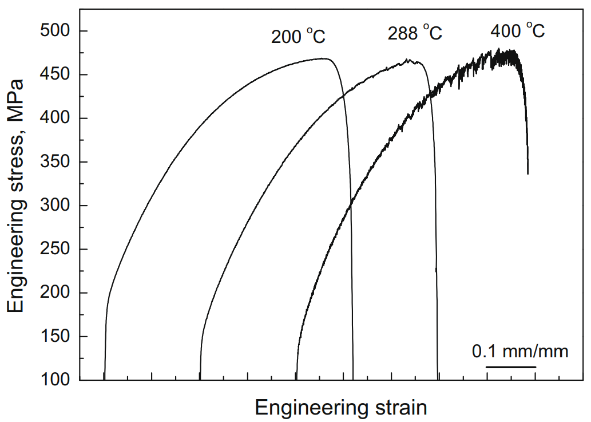 200 °C
288 °C
400 °C
500
450
400
350
300
250
200
150
100
Engineering stress, MPa
0.1 mm/mm
Engineering strain